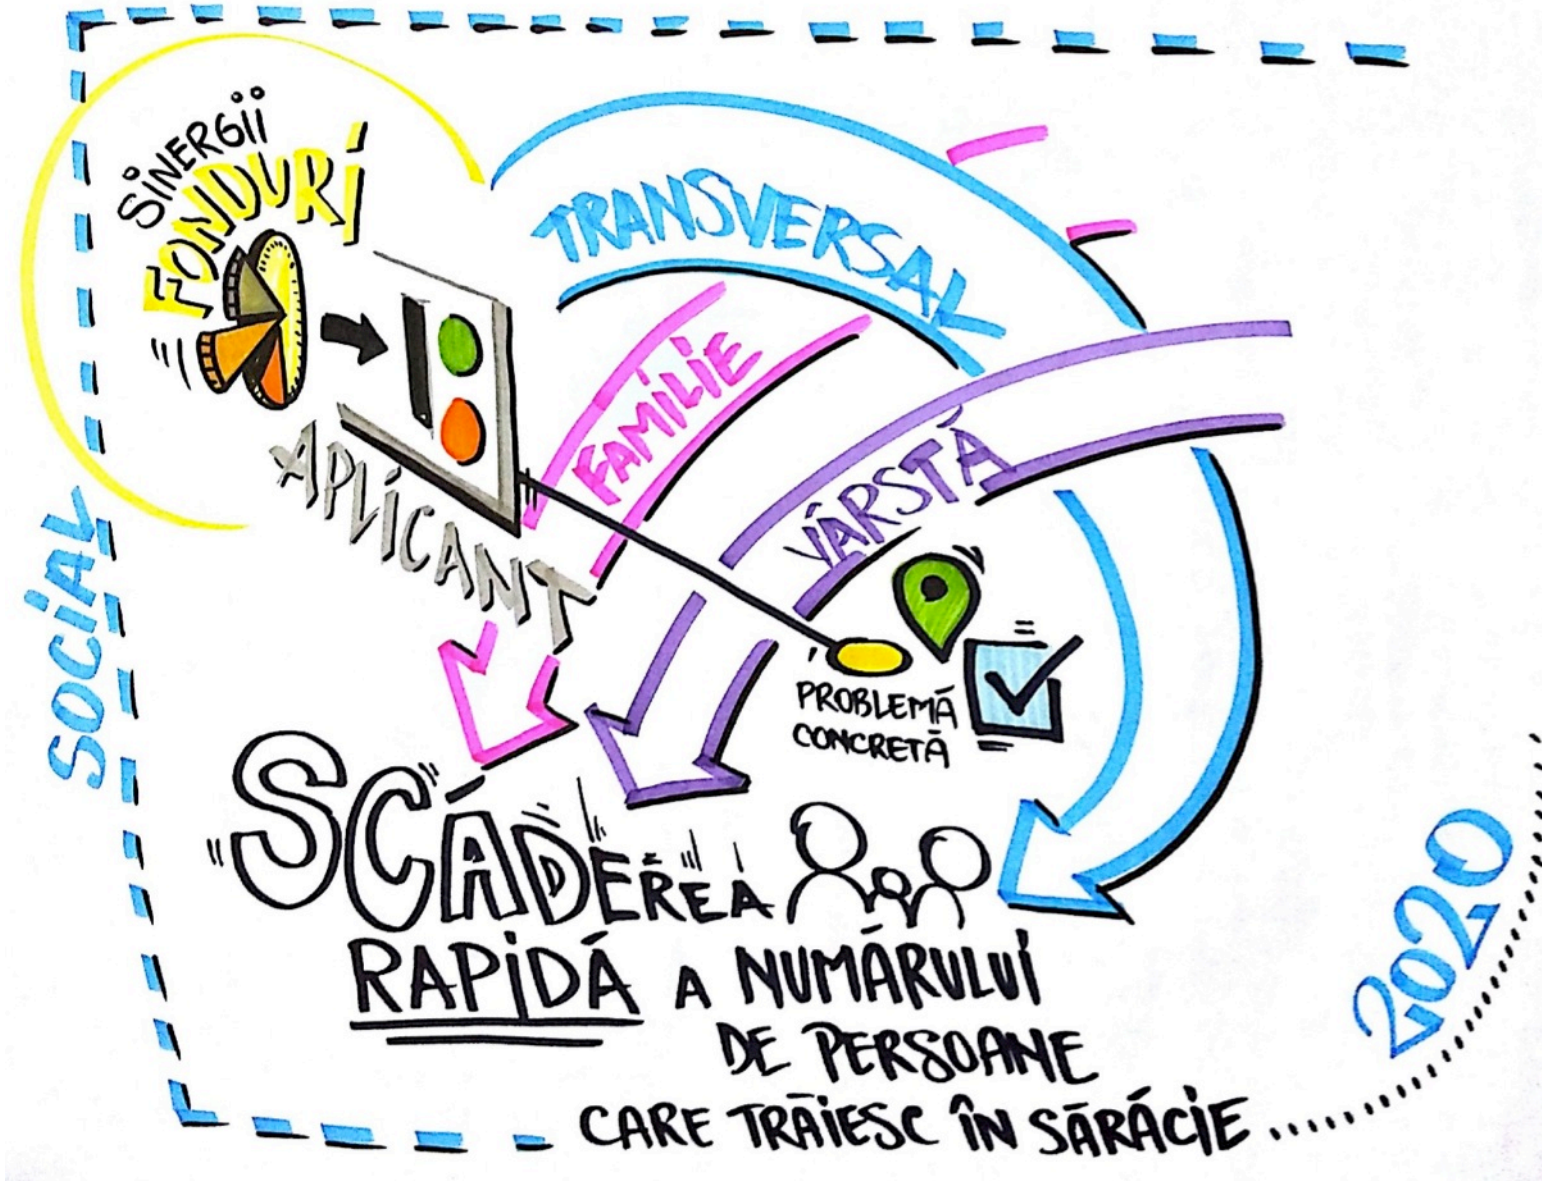 SINERGII
FONDURI
APLICANT
TRANSVERSAL
FAMILIE
VÂRSTĂ
PROBLEMĂ
CONCRETĂ
SOCIAL
SCĂDEREA
RAPIDĂ A NUMĂRULUI
DE PERSOANE
CARE TRĂIESC ÎN SĂRĂCIE
2020